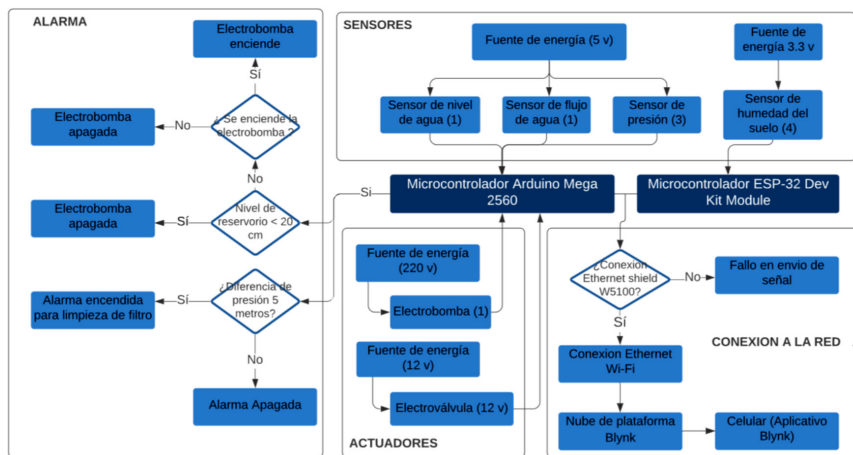 ALARMA
Electrobomba
enciende
Sí
¿ Se enciende la
electrobomba ?
No
Electrobomba
apagada
No
Nivel de
reservorio < 20
cm
Sí
Electrobomba
apagada
Si
¿Diferencia de
presión 5
metros?
Sí
Alarma encendida
para limpieza de filtro
No
Alarma Apagada
SENSORES
Fuente de energía (5 v)
Fuente de
energía 3.3 v
Sensor de nivel
de agua (1)
Sensor de flujo
de agua (1)
Sensor de
presión (3)
Sensor de
humedad del
suelo (4)
Microcontrolador Arduino Mega
2560
Microcontrolador ESP-32 Dev
Kit Module
Fuente de energía
(220 v)
Electrobomba (1)
Fuente de energía
(12 v)
Electroválvula (12 v)
ACTUADORES
¿Conexion
Ethernet shield
W5100?
No
Fallo en envio de
señal
Sí
CONEXION A LA RED
Conexion Ethernet
Wi-Fi
Nube de plataforma
Blynk
Celular (Aplicativo
Blynk)